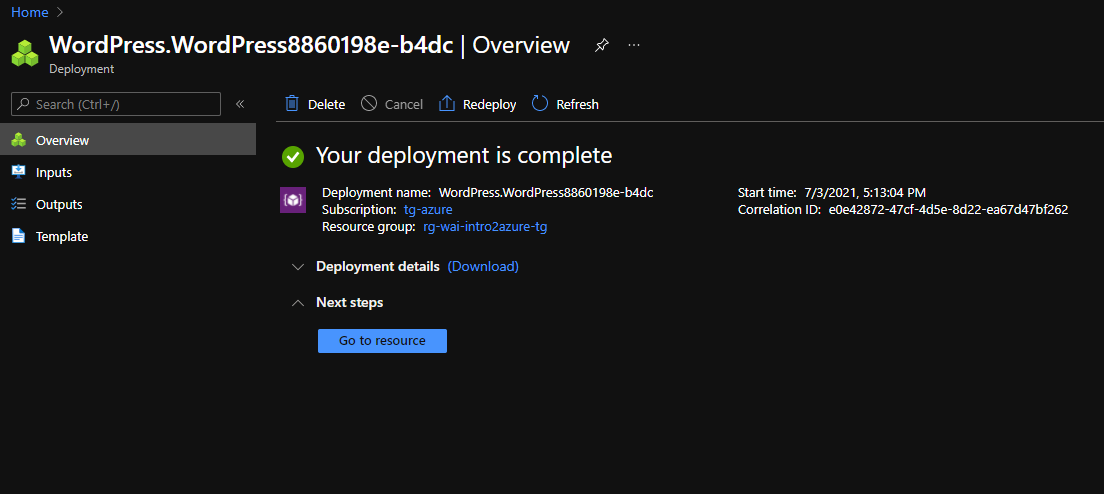 Home
WordPress.WordPress8860198e-b4dc | Overview
Deployment
Search (Ctrl+/)
Delete Cancel Redeploy Refresh
Overview
Inputs
Outputs
Template
Your deployment is complete
Deployment name: WordPress.WordPress8860198e-b4dc
Subscription: tg-azure
Resource group: rg-wai-intro2azure-tg
Start time: 7/3/2021, 5:13:04 PM
Correlation ID: e0e42872-47cf-4d5e-8d22-ea67d47bf262
Deployment details (Download)
Next steps
Go to resource